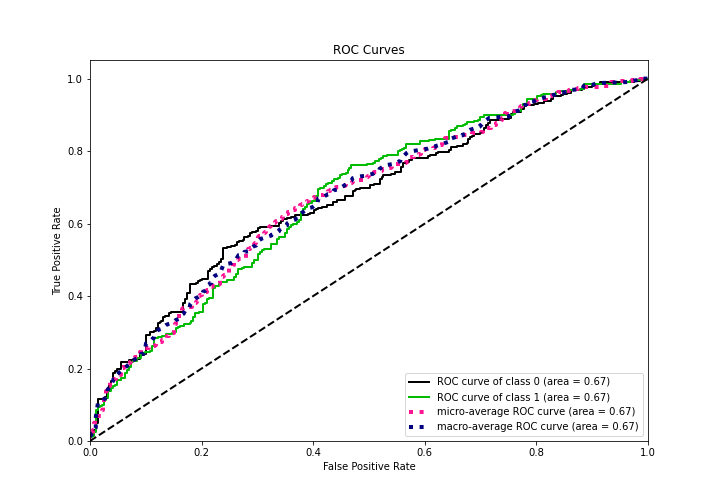 ROC Curves
True Positive Rate
1.0
0.8
0.6
0.4
0.2
0.0
0.0 0.2 0.4 0.6 0.8 1.0
False Positive Rate
ROC curve of class 0 (area = 0.67)
ROC curve of class 1 (area = 0.67)
micro-average ROC curve (area = 0.67)
macro-average ROC curve (area = 0.67)